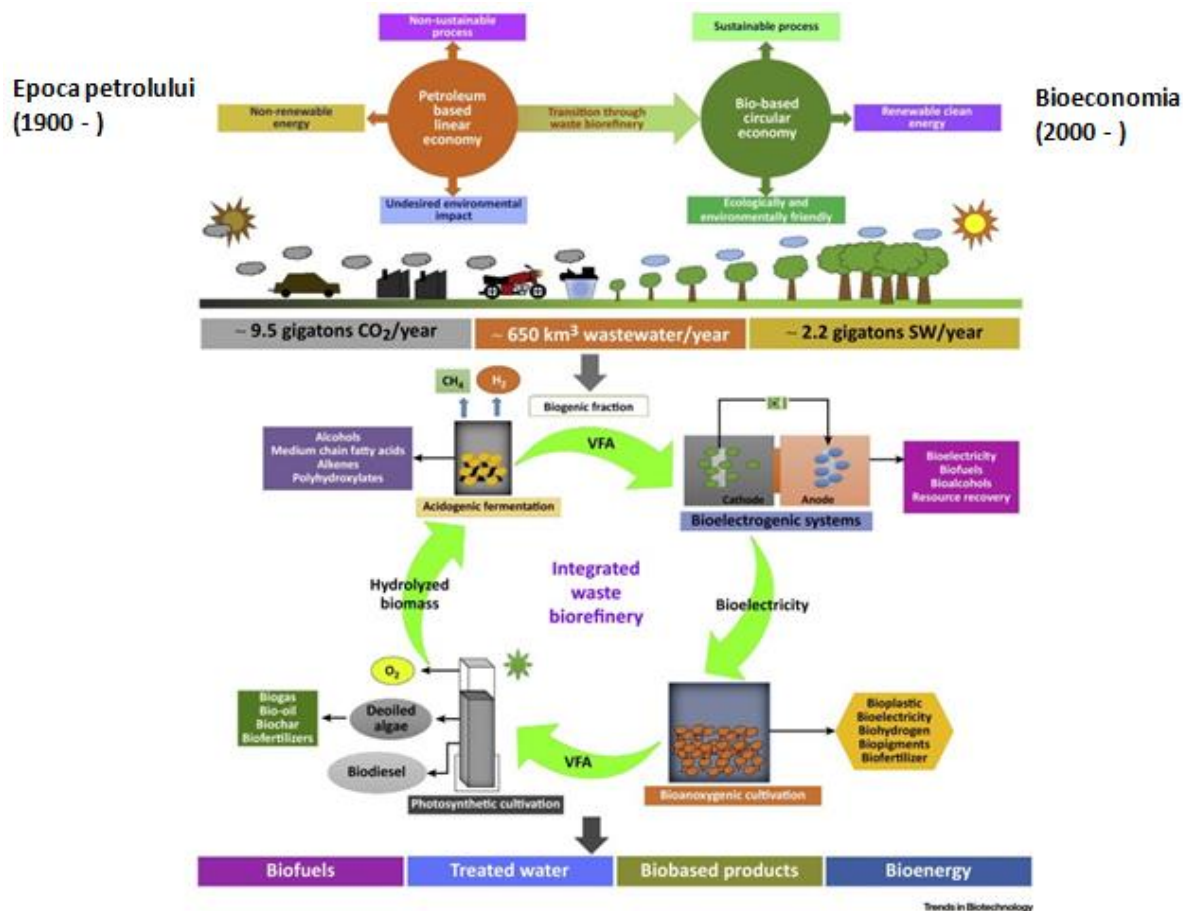 Epoca petrolului
(1900 - )
Non-sustainable
process
Sustainable process
Non-renewable
energy
Petroleum
based
linear
economy
Transition through
waste biorefinery
Bio-based
circular
economy
Renewable clean
energy
Bioeconomia
(2000 - )
Undesired environmental
impact
Ecologically and
environmentally friendly
~ 9.5 gigatons CO₂/year
~ 650 km³ wastewater/year
~ 2.2 gigatons SW/year
CH₄
H₂
Biogenic fraction
Alcohols
Medium chain fatty acids
Alkenes
Polyhydroxylates
VFA
Cathode
Anode
Bioelectricity
Biofuels
Bioalcohols
Resource recovery
Acidogenic fermentation
Bioelectrogenic systems
Hydrolyzed
biomass
Integrated
waste
biorefinery
Bioelectricity
O₂
Biogas
Bio-oil
Biochar
Biofertilizers
Deoiled
algae
Biodiesel
VFA
Bioplastic
Bioelectricity
Biohydrogen
Biopigments
Biofertilizer
Photosynthetic cultivation
Bioanoxygenic cultivation
Biofuels
Treated water
Biobased products
Bioenergy
Trends in Biotechnology